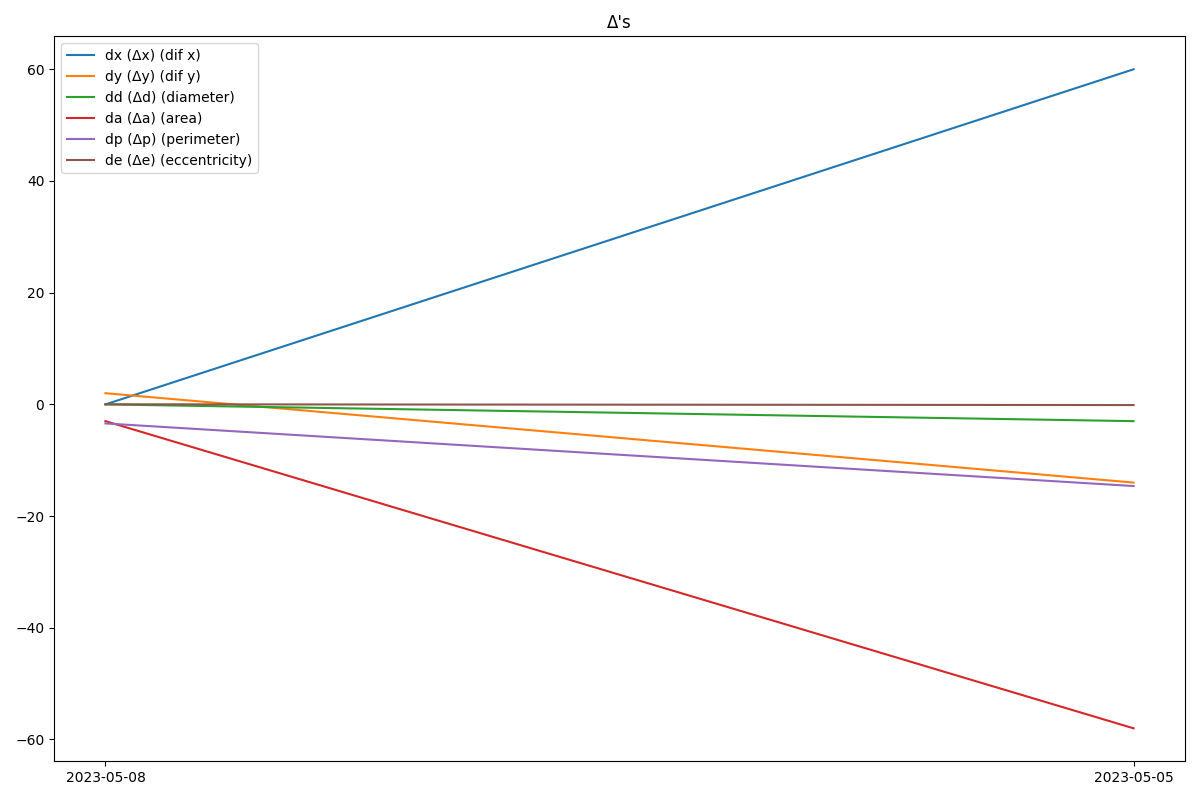 Δ's
dx (Δx) (dif x)
dy (Δy) (dif y)
dd (Δd) (diameter)
da (Δa) (area)
dp (Δp) (perimeter)
de (Δe) (eccentricity)
60
40
20
0
−20
−40
−60
2023-05-08
2023-05-05